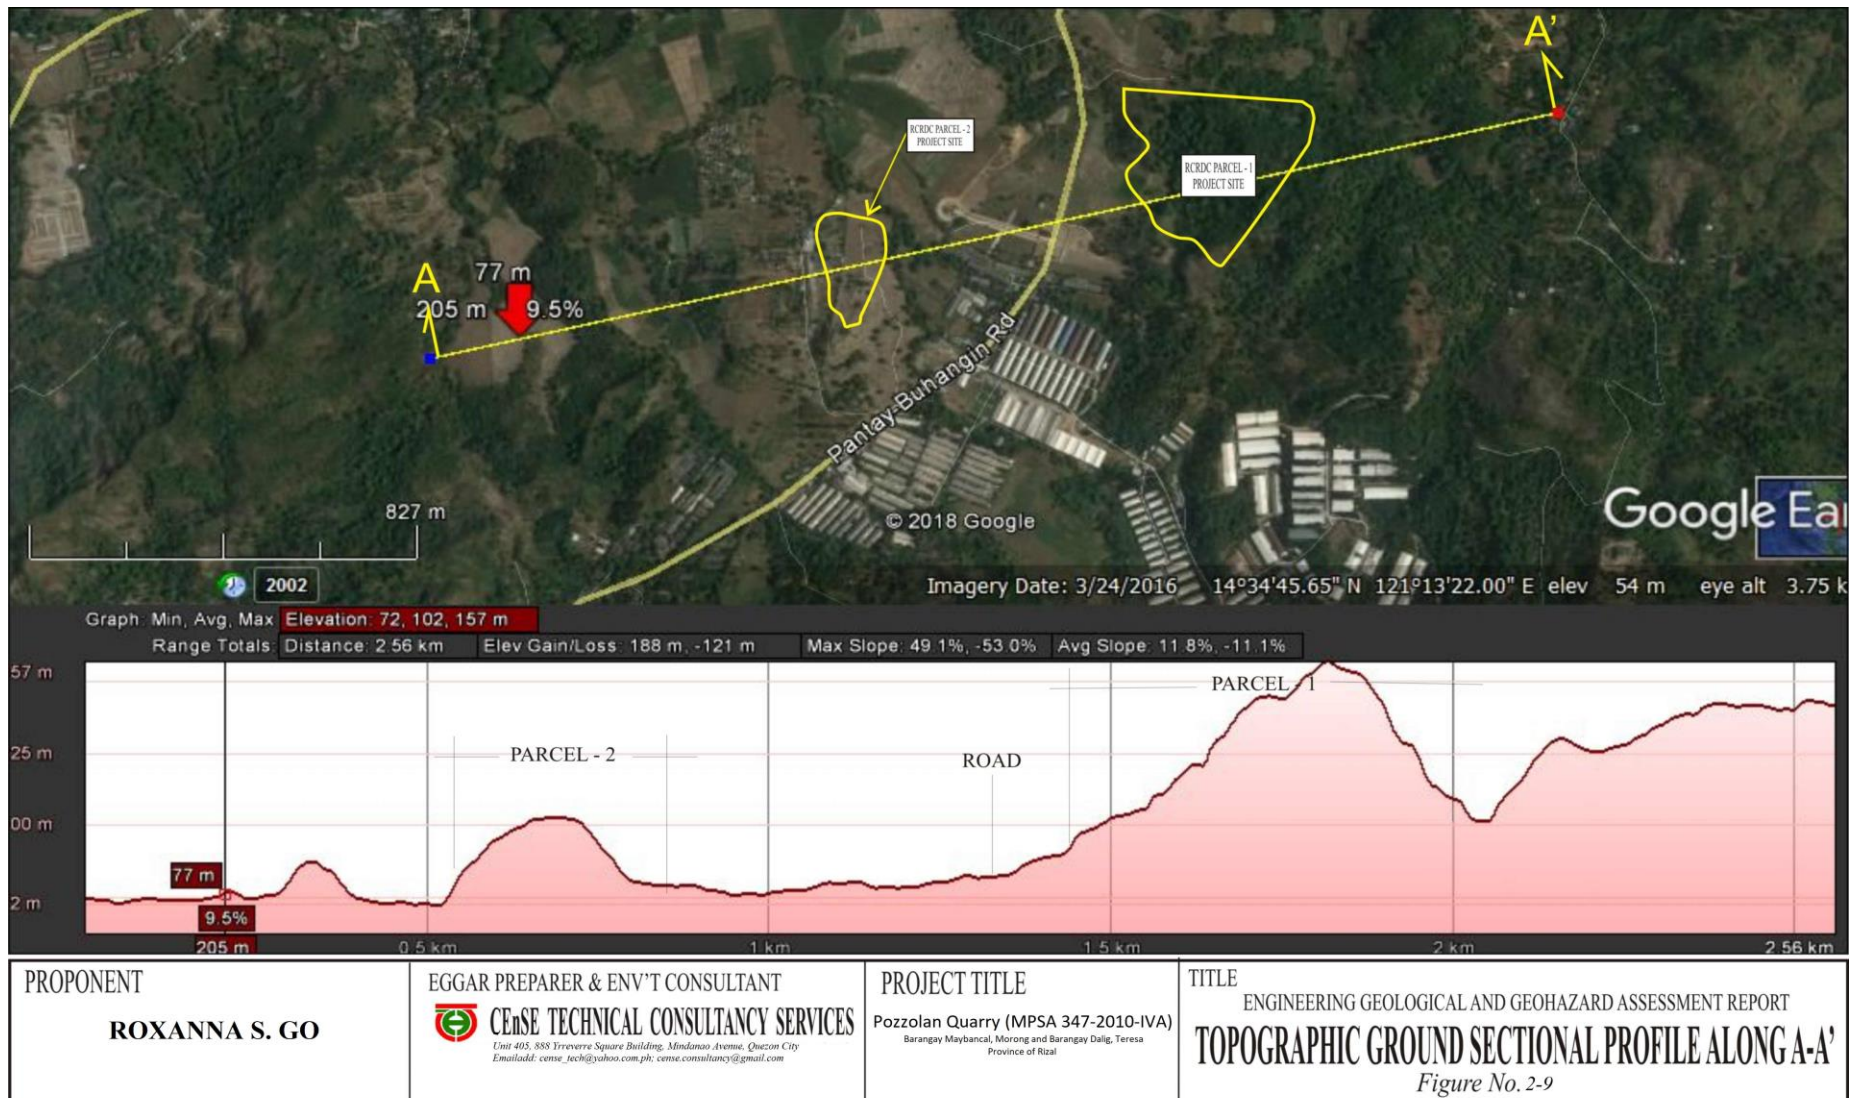 A'
RCRDC PARCEL - 2
PROJECT SITE
RCRDC PARCEL - 1
PROJECT SITE
A
77 m
205 m
9.5%
Pantay-Buhangin Rd
827 m
© 2018 Google
Google Ear
2002
Imagery Date: 3/24/2016 14°34'45.65" N 121°13'22.00" E elev 54 m eye alt 3.75 k
Graph: Min, Avg, Max Elevation: 72, 102, 157 m
Range Totals: Distance: 2.56 km Elev Gain/Loss: 188 m, -121 m Max Slope: 49.1%, -53.0% Avg Slope: 11.8%, -11.1%
57 m
PARCEL - 1
25 m
PARCEL - 2
ROAD
00 m
77 m
2 m
9.5%
205 m 0.5 km 1 km 1.5 km 2 km 2.56 km
PROPONENT
ROXANNA S. GO
EGGAR PREPARER & ENV'T CONSULTANT
CEnSE TECHNICAL CONSULTANCY SERVICES
Unit 405, 888 Yrreverre Square Building, Mindanao Avenue, Quezon City
Emailadd: cense_tech@yahoo.com.ph; cense.consultancy@gmail.com
PROJECT TITLE
Pozzolan Quarry (MPSA 347-2010-IVA)
Barangay Maybancal, Morong and Barangay Dalig, Teresa
Province of Rizal
TITLE
ENGINEERING GEOLOGICAL AND GEOHAZARD ASSESSMENT REPORT
TOPOGRAPHIC GROUND SECTIONAL PROFILE ALONG A-A'
Figure No. 2-9